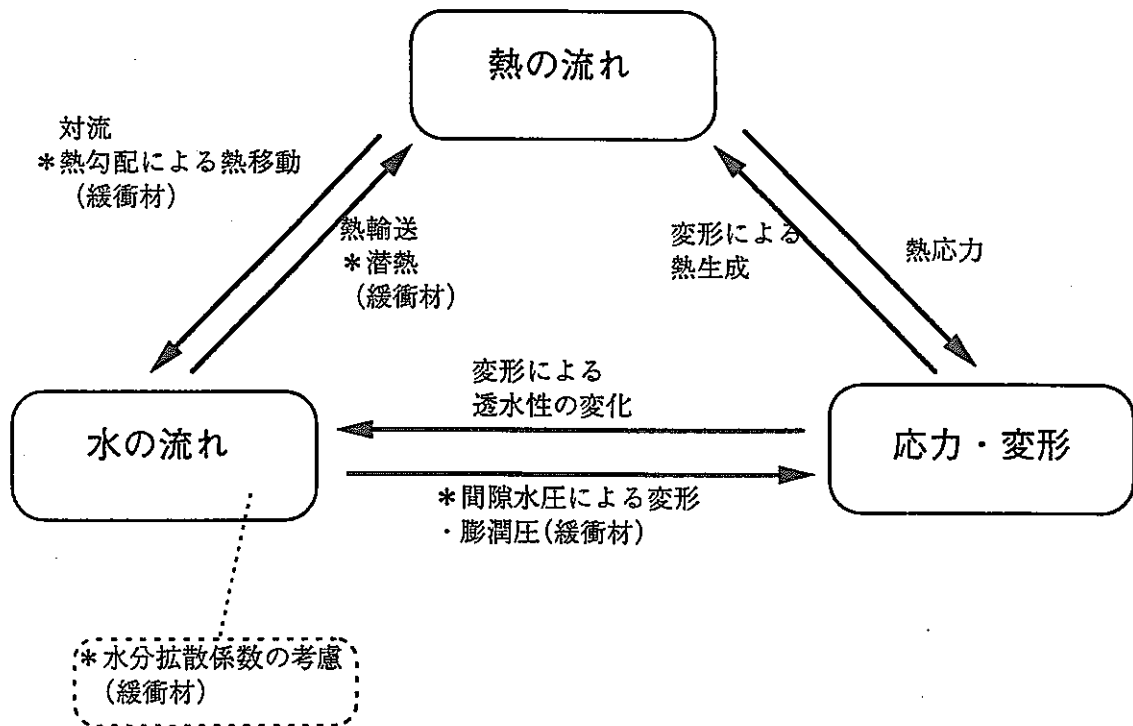 熱の流れ
対流
*熱勾配による熱移動
(緩衝材)
熱輸送
*潜熱
(緩衝材)
変形による
熱生成
熱応力
変形による
透水性の変化
水の流れ
応力・変形
*間隙水圧による変形
・膨潤圧(緩衝材)
*水分拡散係数の考慮
(緩衝材)